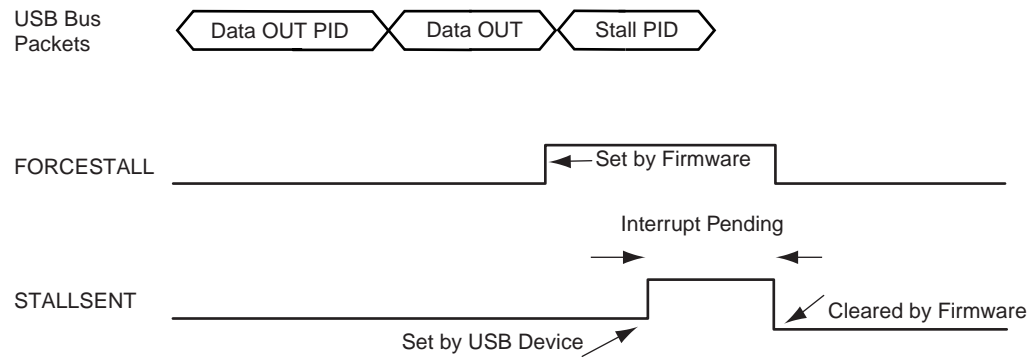 USB Bus
Packets
Data OUT PID
Data OUT
Stall PID
FORCESTALL
Set by Firmware
Interrupt Pending
STALLSENT
Cleared by Firmware
Set by USB Device